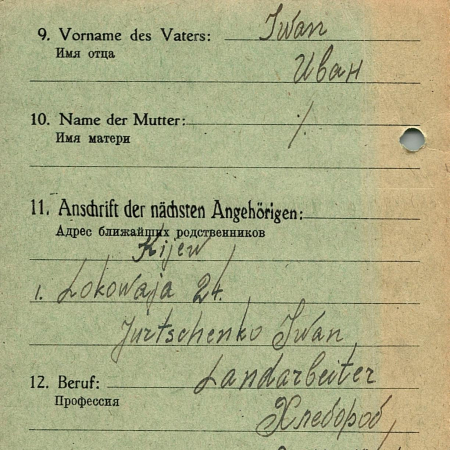 9. Vorname des Vaters: Iwan
Имя отца
Иван
10. Name der Mutter: ⁒
Имя матери
11. Anschrift der nächsten Angehörigen:
Адрес ближайших родственников
Kijew
1. Lokowaja 24.
Jurtschenko Iwan
12. Beruf: Landarbeiter
Профессия
Хлебороб,